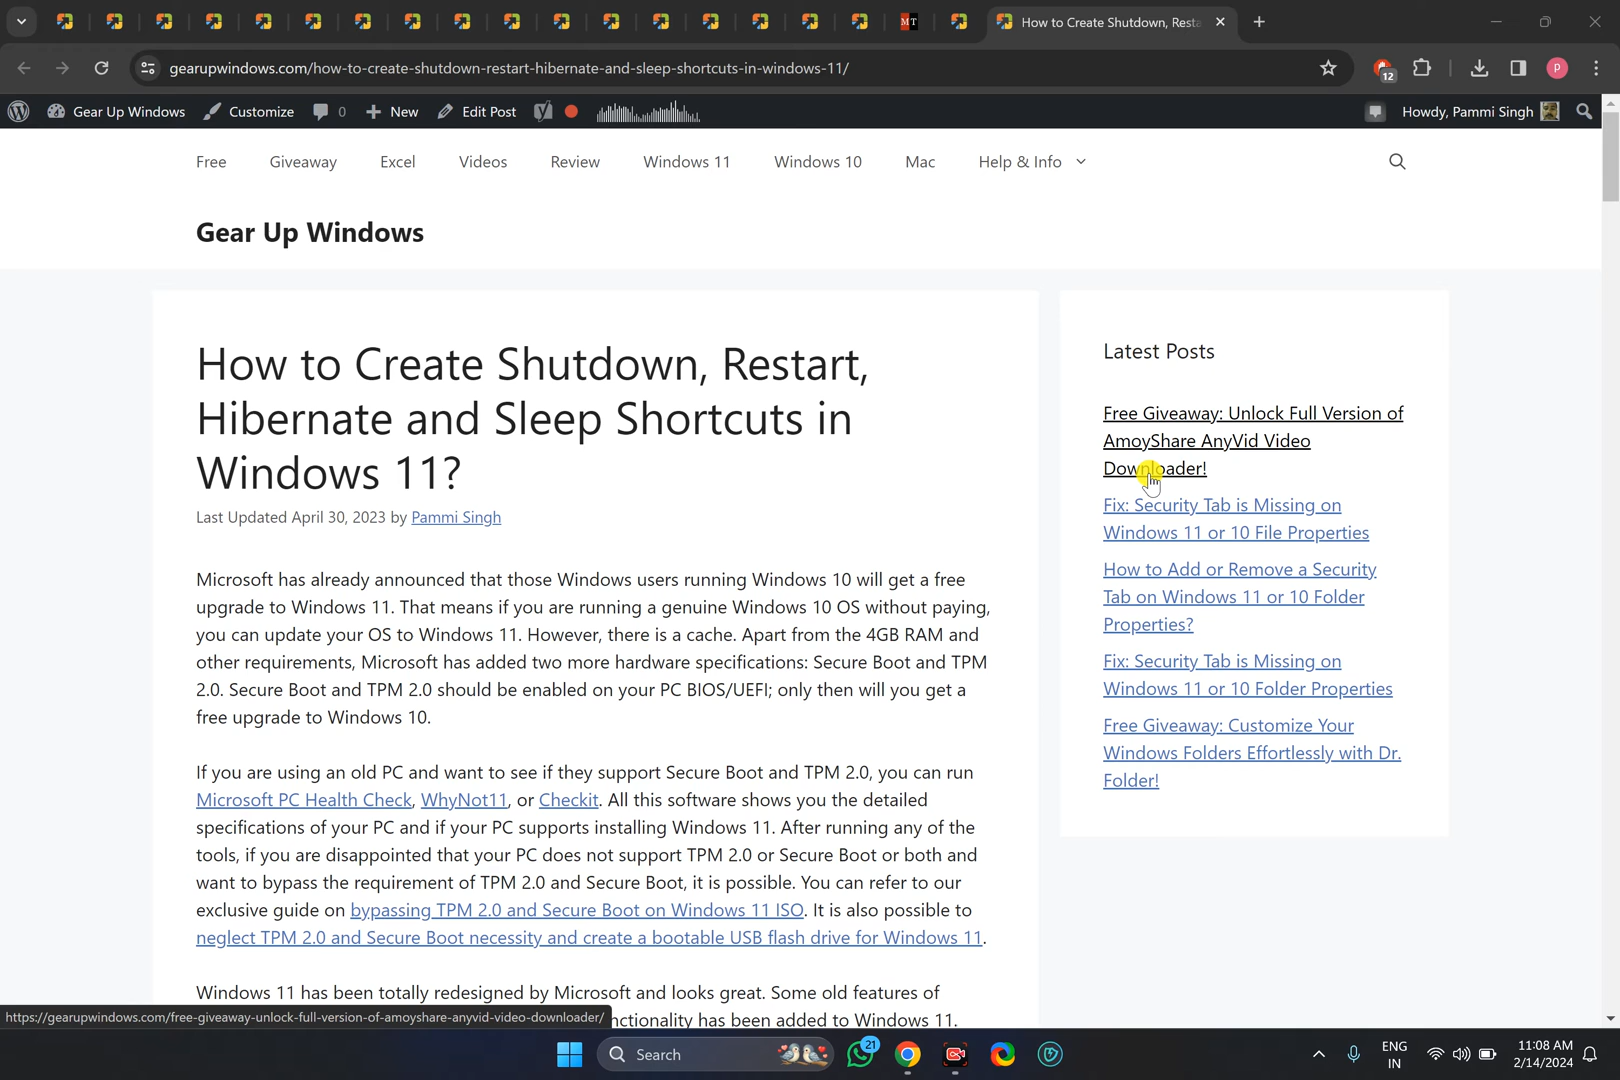 MT
How to Create Shutdown, Resta
gearupwindows.com/how-to-create-shutdown-restart-hibernate-and-sleep-shortcuts-in-windows-11/
12
P
Gear Up Windows
Customize
0
New
Edit Post
Howdy, Pammi Singh
Free
Giveaway
Excel
Videos
Review
Windows 11
Windows 10
Mac
Help & Info
Gear Up Windows
How to Create Shutdown, Restart,
Hibernate and Sleep Shortcuts in
Windows 11?
Last Updated April 30, 2023 by Pammi Singh
Microsoft has already announced that those Windows users running Windows 10 will get a free
upgrade to Windows 11. That means if you are running a genuine Windows 10 OS without paying,
you can update your OS to Windows 11. However, there is a cache. Apart from the 4GB RAM and
other requirements, Microsoft has added two more hardware specifications: Secure Boot and TPM
2.0. Secure Boot and TPM 2.0 should be enabled on your PC BIOS/UEFI; only then will you get a
free upgrade to Windows 10.
If you are using an old PC and want to see if they support Secure Boot and TPM 2.0, you can run
Microsoft PC Health Check, WhyNot11, or Checkit. All this software shows you the detailed
specifications of your PC and if your PC supports installing Windows 11. After running any of the
tools, if you are disappointed that your PC does not support TPM 2.0 or Secure Boot or both and
want to bypass the requirement of TPM 2.0 and Secure Boot, it is possible. You can refer to our
exclusive guide on bypassing TPM 2.0 and Secure Boot on Windows 11 ISO. It is also possible to
neglect TPM 2.0 and Secure Boot necessity and create a bootable USB flash drive for Windows 11.
Windows 11 has been totally redesigned by Microsoft and looks great. Some old features of
nctionality has been added to Windows 11.
Latest Posts
Free Giveaway: Unlock Full Version of
AmoyShare AnyVid Video
Downloader!
Fix: Security Tab is Missing on
Windows 11 or 10 File Properties
How to Add or Remove a Security
Tab on Windows 11 or 10 Folder
Properties?
Fix: Security Tab is Missing on
Windows 11 or 10 Folder Properties
Free Giveaway: Customize Your
Windows Folders Effortlessly with Dr.
Folder!
https://gearupwindows.com/free-giveaway-unlock-full-version-of-amoyshare-anyvid-video-downloader/
Search
21
ENG
IN
11:08 AM
2/14/2024